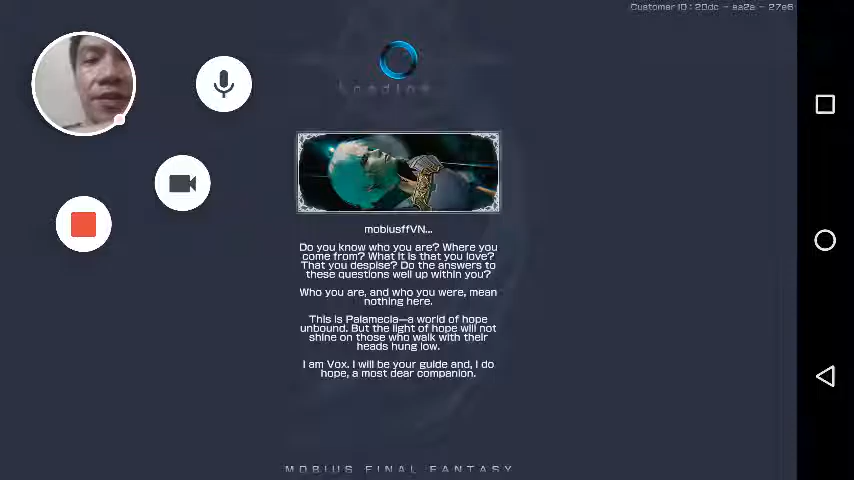 Customer ID : 20dc - aa2a - 27e6
Loading
mobiusffVN...
Do you know who you are? Where you
come from? What it is that you love?
That you despise? Do the answers to
these questions well up within you?
Who you are, and who you were, mean
nothing here.
This is Palamecia—a world of hope
unbound. But the light of hope will not
shine on those who walk with their
heads hung low.
I am Vox. I will be your guide and, I do
hope, a most dear companion.
MOBIUS FINAL FANTASY